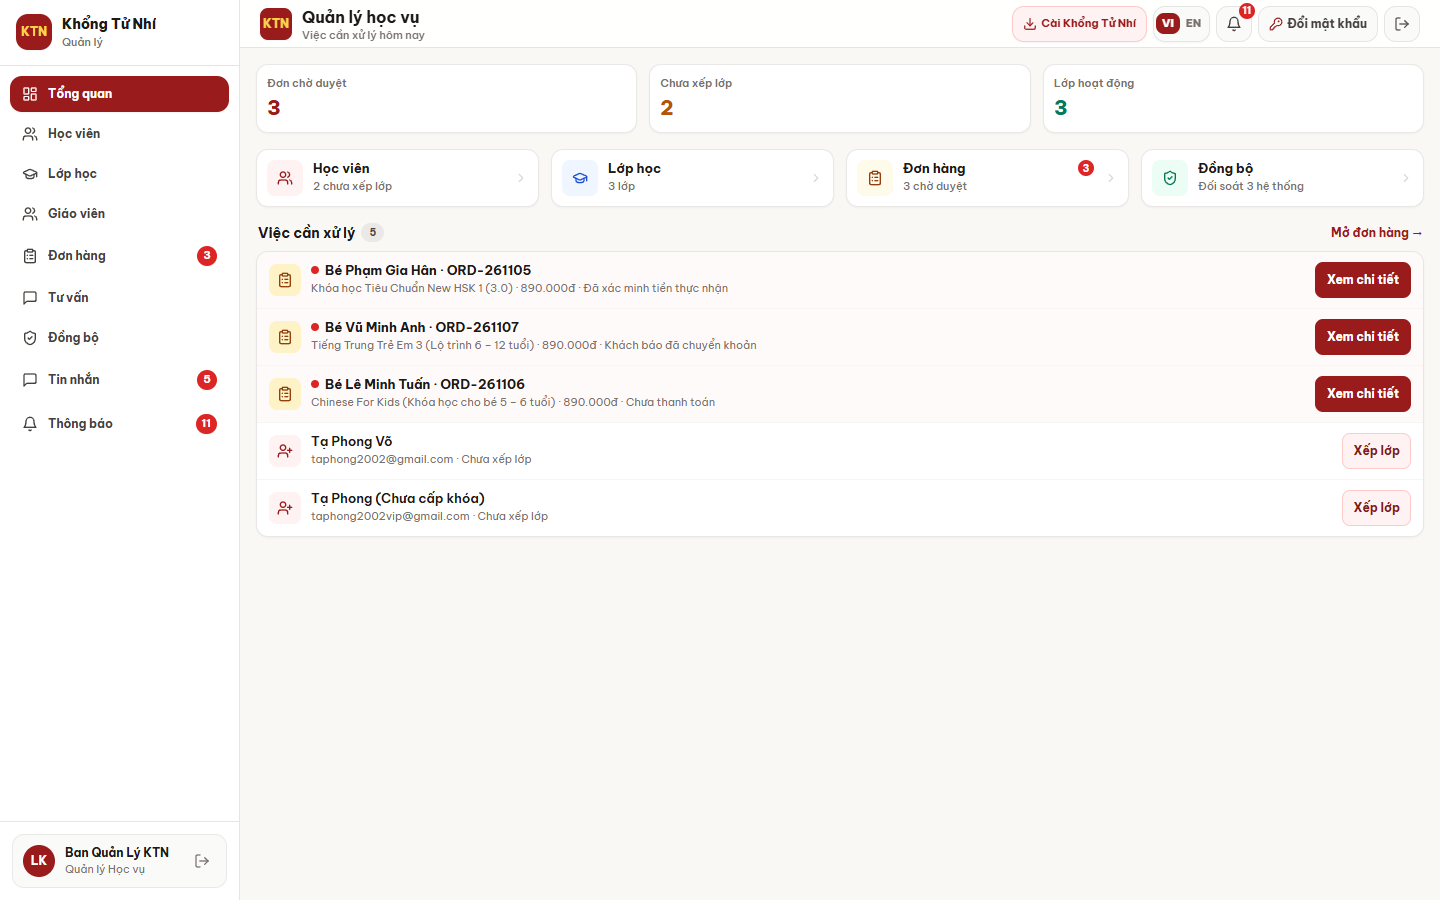 KTN
Khổng Tử Nhí
Quản lý
Tổng quan
Học viên
Lớp học
Giáo viên
Đơn hàng
3
Tư vấn
Đồng bộ
Tin nhắn
5
Thông báo
11
LK
Ban Quản Lý KTN
Quản lý Học vụ
KTN
Quản lý học vụ
Việc cần xử lý hôm nay
Cài Khổng Tử Nhí
VI EN
11
Đổi mật khẩu
Đơn chờ duyệt
3
Chưa xếp lớp
2
Lớp hoạt động
3
Học viên
2 chưa xếp lớp
Lớp học
3 lớp
Đơn hàng
3 chờ duyệt
3
Đồng bộ
Đối soát 3 hệ thống
Việc cần xử lý 5
Mở đơn hàng →
Bé Phạm Gia Hân · ORD-261105
Khóa học Tiêu Chuẩn New HSK 1 (3.0) · 890.000đ · Đã xác minh tiền thực nhận
Xem chi tiết
Bé Vũ Minh Anh · ORD-261107
Tiếng Trung Trẻ Em 3 (Lộ trình 6 – 12 tuổi) · 890.000đ · Khách báo đã chuyển khoản
Xem chi tiết
Bé Lê Minh Tuấn · ORD-261106
Chinese For Kids (Khóa học cho bé 5 – 6 tuổi) · 890.000đ · Chưa thanh toán
Xem chi tiết
Tạ Phong Võ
taphong2002@gmail.com · Chưa xếp lớp
Xếp lớp
Tạ Phong (Chưa cấp khóa)
taphong2002vip@gmail.com · Chưa xếp lớp
Xếp lớp